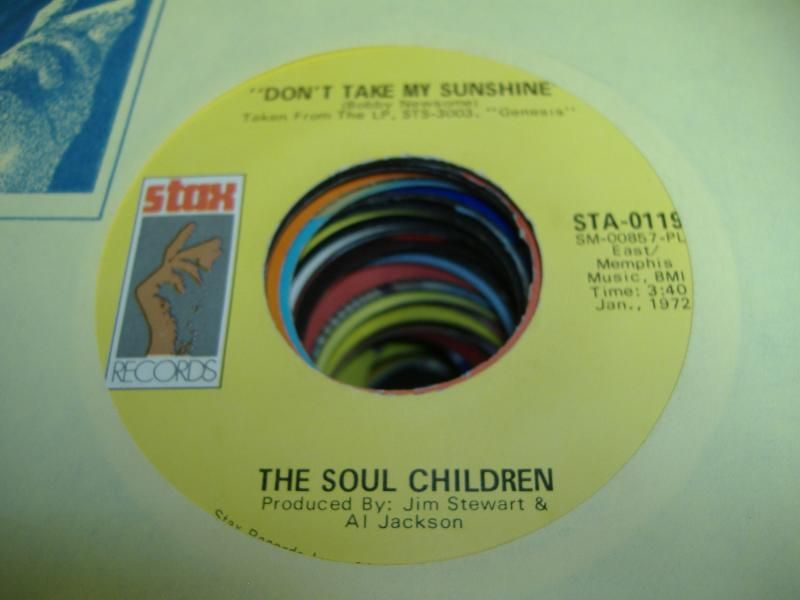 "DON'T TAKE MY SUNSHINE
(Bobby Newsome)
Taken From The LP, STS-3003, "Genesis"
stax
RECORDS
STA-0119
SM-00857-PL
East/
Memphis
Music, BMI
Time: 3:40
Jan., 1972
THE SOUL CHILDREN
Produced By: Jim Stewart &
Al Jackson
Stax Records